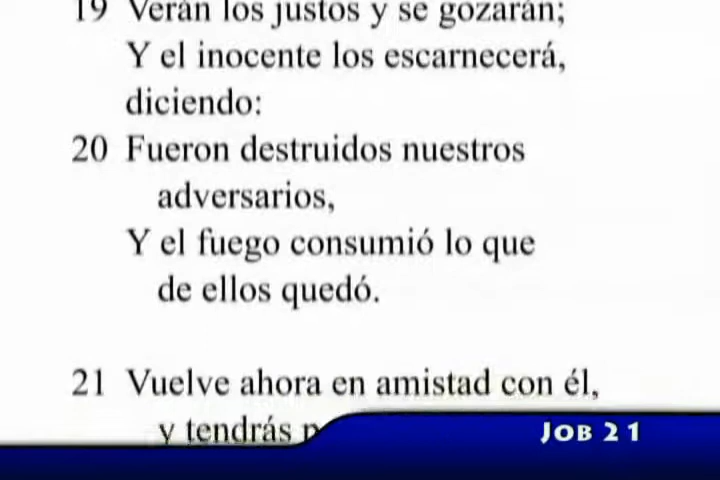 19 Verán los justos y se gozarán;
Y el inocente los escarnecerá,
diciendo:
20 Fueron destruidos nuestros
adversarios,
Y el fuego consumió lo que
de ellos quedó.
21 Vuelve ahora en amistad con él,
y tendrás
JOB 21